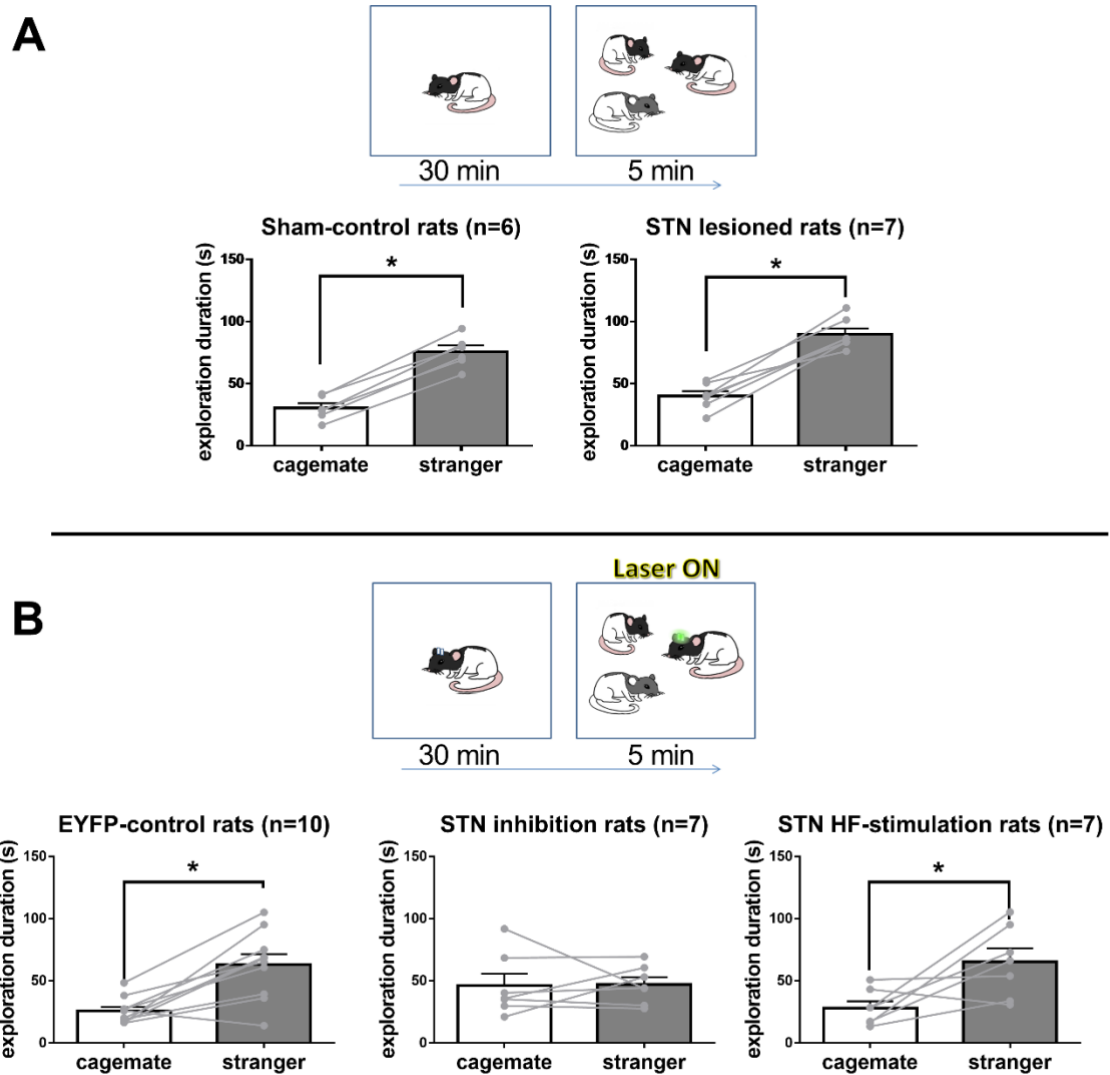 A
30 min
5 min
Sham-control rats (n=6)
exploration duration (s)
150
100
50
0
*
cagemate
stranger
STN lesioned rats (n=7)
exploration duration (s)
150
100
50
0
*
cagemate
stranger
B
Laser ON
30 min
5 min
EYFP-control rats (n=10)
exploration duration (s)
150
100
50
0
*
cagemate
stranger
STN inhibition rats (n=7)
exploration duration (s)
150
100
50
0
cagemate
stranger
STN HF-stimulation rats (n=7)
exploration duration (s)
150
100
50
0
*
cagemate
stranger